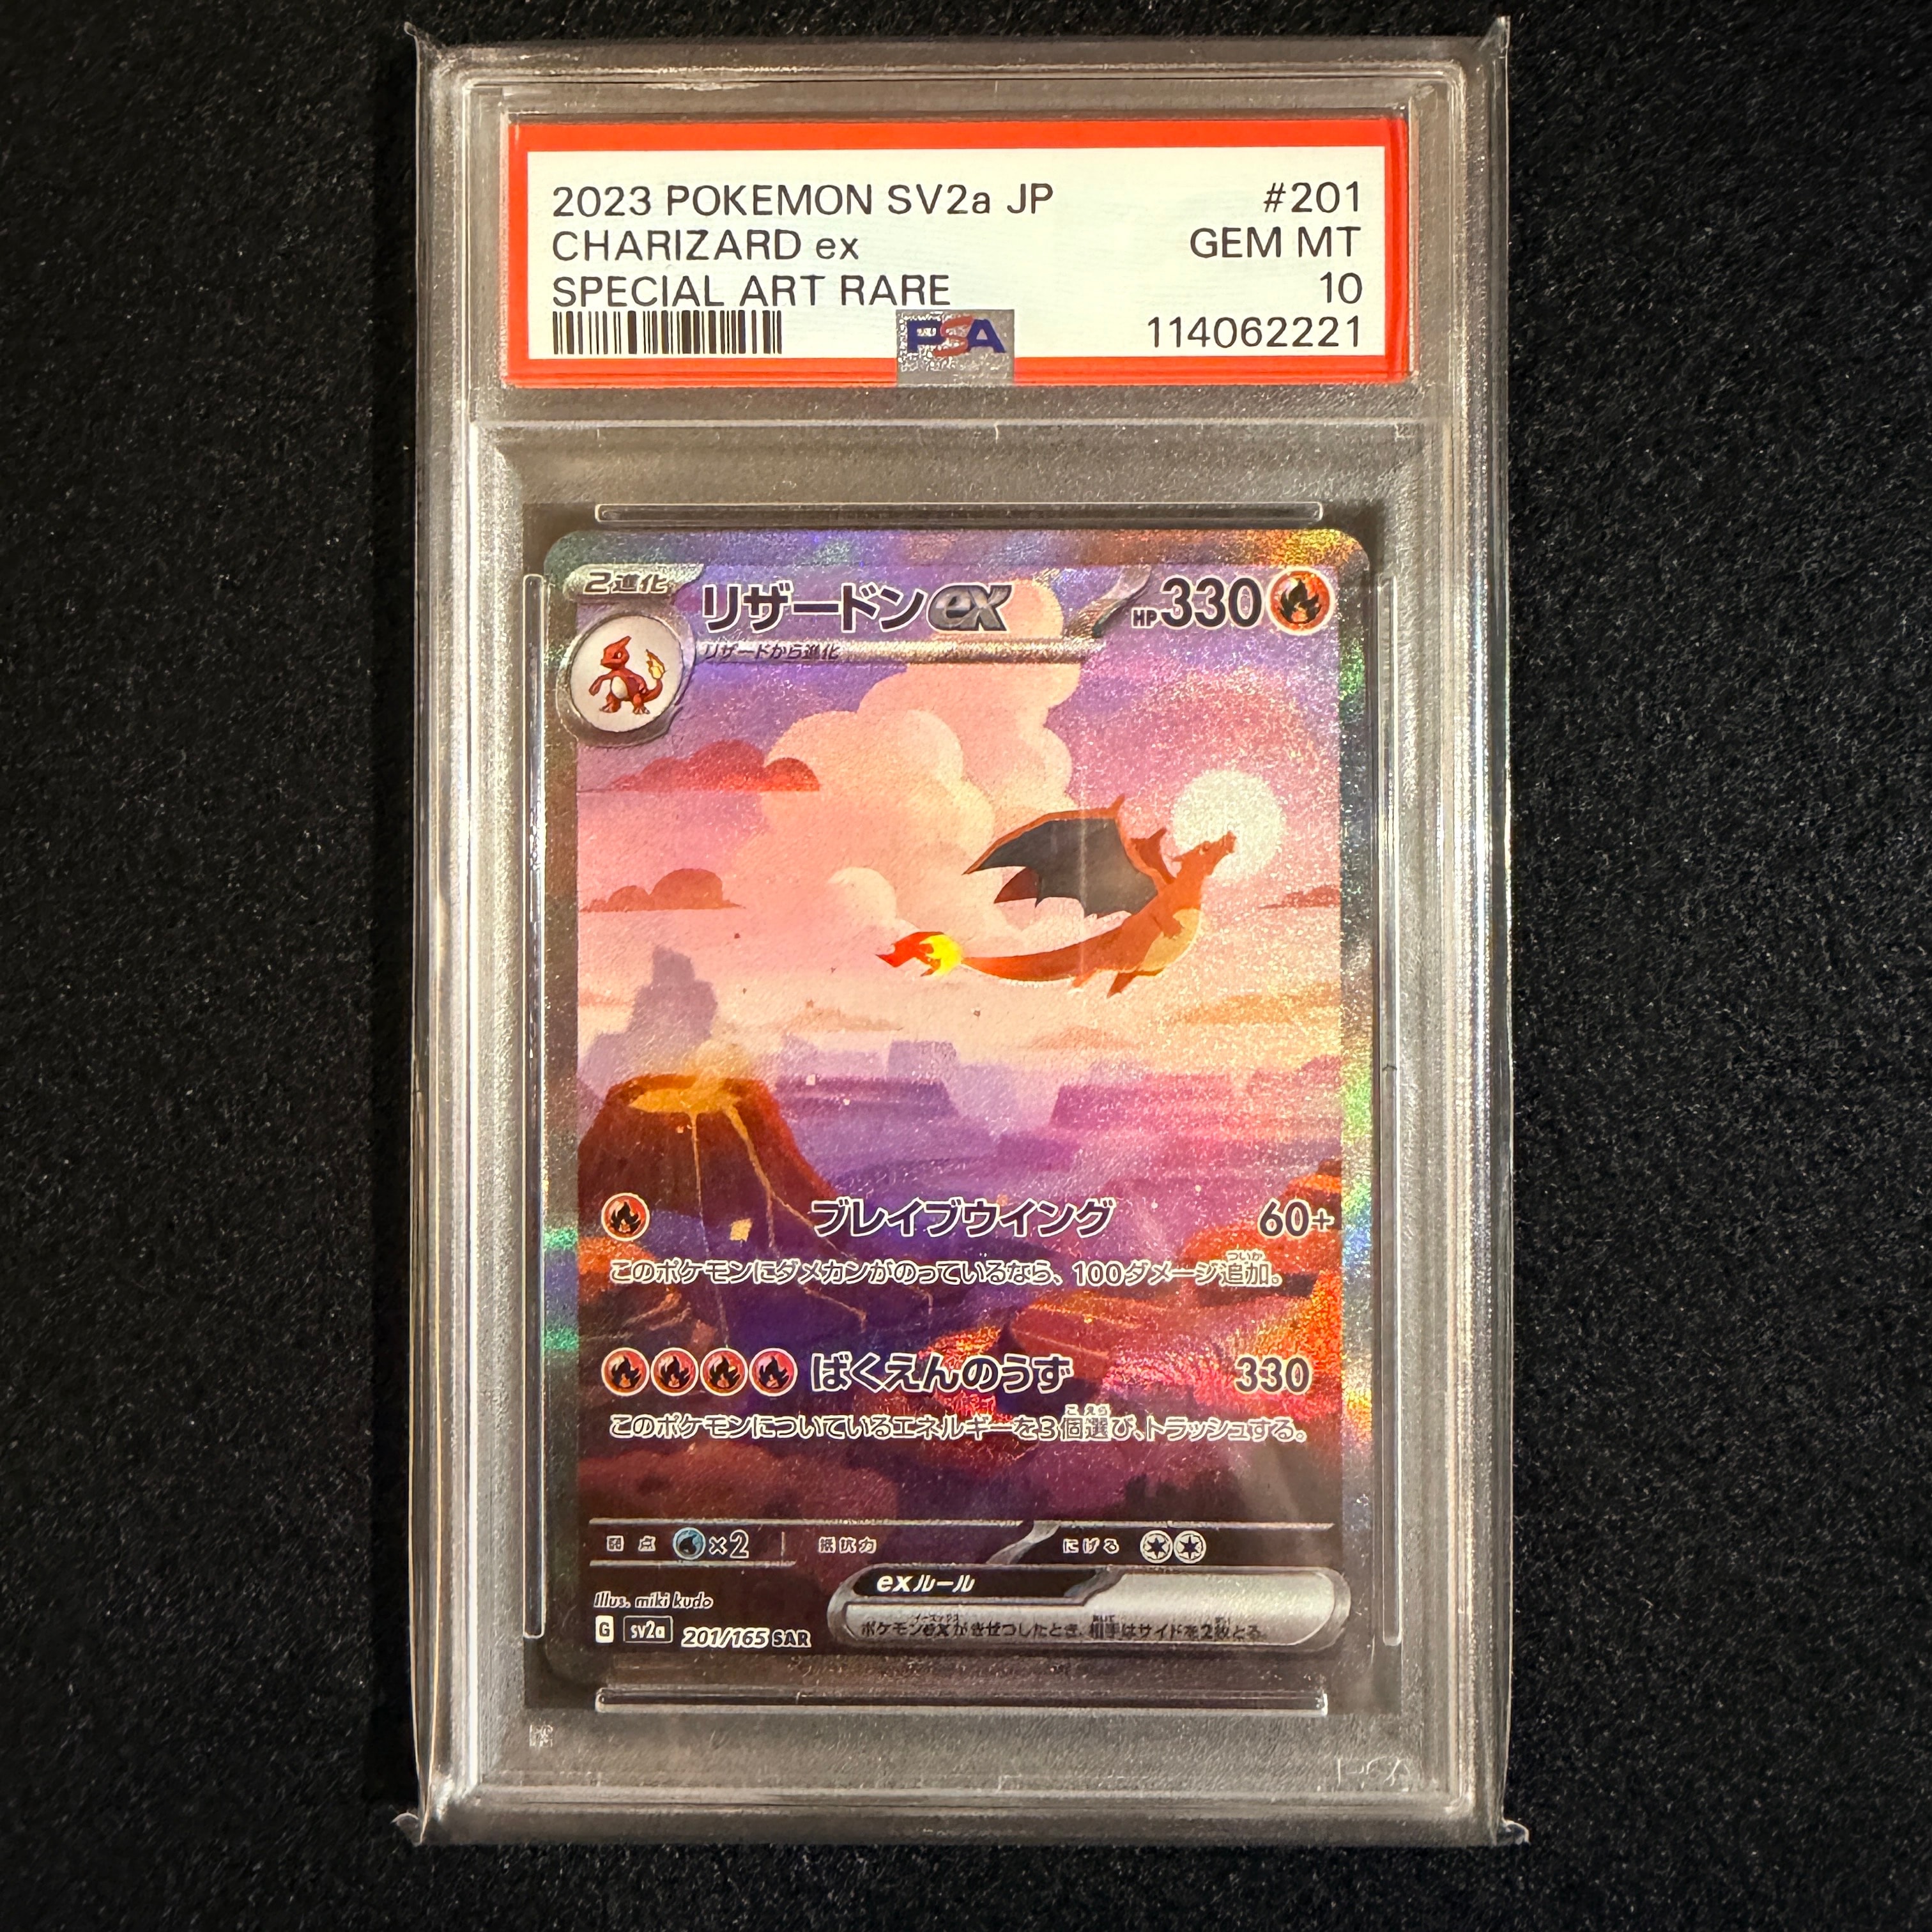 2023 POKEMON SV2a JP #201
CHARIZARD ex GEM MT
SPECIAL ART RARE 10
PSA 114062221
2進化 リザードンex HP330
リザードから進化
ブレイブウイング 60+
このポケモンにダメカンがのっているなら、100ダメージ追加。
ばくえんのうず 330
このポケモンについているエネルギーを3個選び、トラッシュする。
弱点 ×2 抵抗力 にげる
exルール
ポケモンexがきぜつしたとき、相手はサイドを2枚とる。
Illus. miki kudo
G sv2a 201/165 SAR